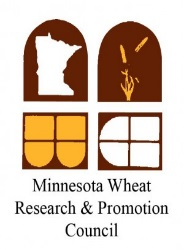 Minnesota Wheat
Research & Promotion
Council